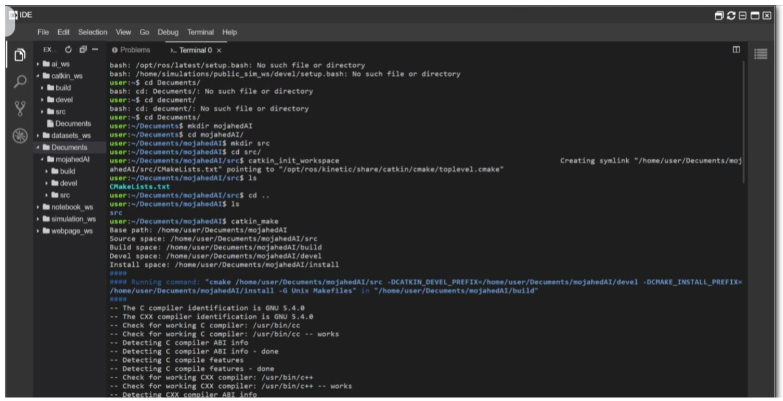 IDE
File Edit Selection View Go Debug Terminal Help
EX...
Problems
>_ Terminal 0 ×
ai_ws
catkin_ws
build
devel
src
Documents
datasets_ws
Documents
mojahedAI
build
devel
src
notebook_ws
simulation_ws
webpage_ws
bash: /opt/ros/latest/setup.bash: No such file or directory
bash: /home/simulations/public_sim_ws/devel/setup.bash: No such file or directory
user:~$ cd Documents/
bash: cd: Documents/: No such file or directory
user:~$ cd document/
bash: cd: document/: No such file or directory
user:~$ cd Documents/
user:~/Documents$ mkdir mojahedAI
user:~/Documents$ cd mojahedAI/
user:~/Documents/mojahedAI$ mkdir src
user:~/Documents/mojahedAI$ cd src/
user:~/Documents/mojahedAI/src$ catkin_init_workspace Creating symlink "/home/user/Documents/moj
ahedAI/src/CMakeLists.txt" pointing to "/opt/ros/kinetic/share/catkin/cmake/toplevel.cmake"
user:~/Documents/mojahedAI/src$ ls
CMakeLists.txt
user:~/Documents/mojahedAI/src$ cd ..
user:~/Documents/mojahedAI$ ls
src
user:~/Documents/mojahedAI$ catkin_make
Base path: /home/user/Documents/mojahedAI
Source space: /home/user/Documents/mojahedAI/src
Build space: /home/user/Documents/mojahedAI/build
Devel space: /home/user/Documents/mojahedAI/devel
Install space: /home/user/Documents/mojahedAI/install
####
#### Running command: "cmake /home/user/Documents/mojahedAI/src -DCATKIN_DEVEL_PREFIX=/home/user/Documents/mojahedAI/devel -DCMAKE_INSTALL_PREFIX=
/home/user/Documents/mojahedAI/install -G Unix Makefiles" in "/home/user/Documents/mojahedAI/build"
####
-- The C compiler identification is GNU 5.4.0
-- The CXX compiler identification is GNU 5.4.0
-- Check for working C compiler: /usr/bin/cc
-- Check for working C compiler: /usr/bin/cc -- works
-- Detecting C compiler ABI info
-- Detecting C compiler ABI info - done
-- Detecting C compile features
-- Detecting C compile features - done
-- Check for working CXX compiler: /usr/bin/c++
-- Check for working CXX compiler: /usr/bin/c++ -- works
-- Detecting CXX compiler ABI info